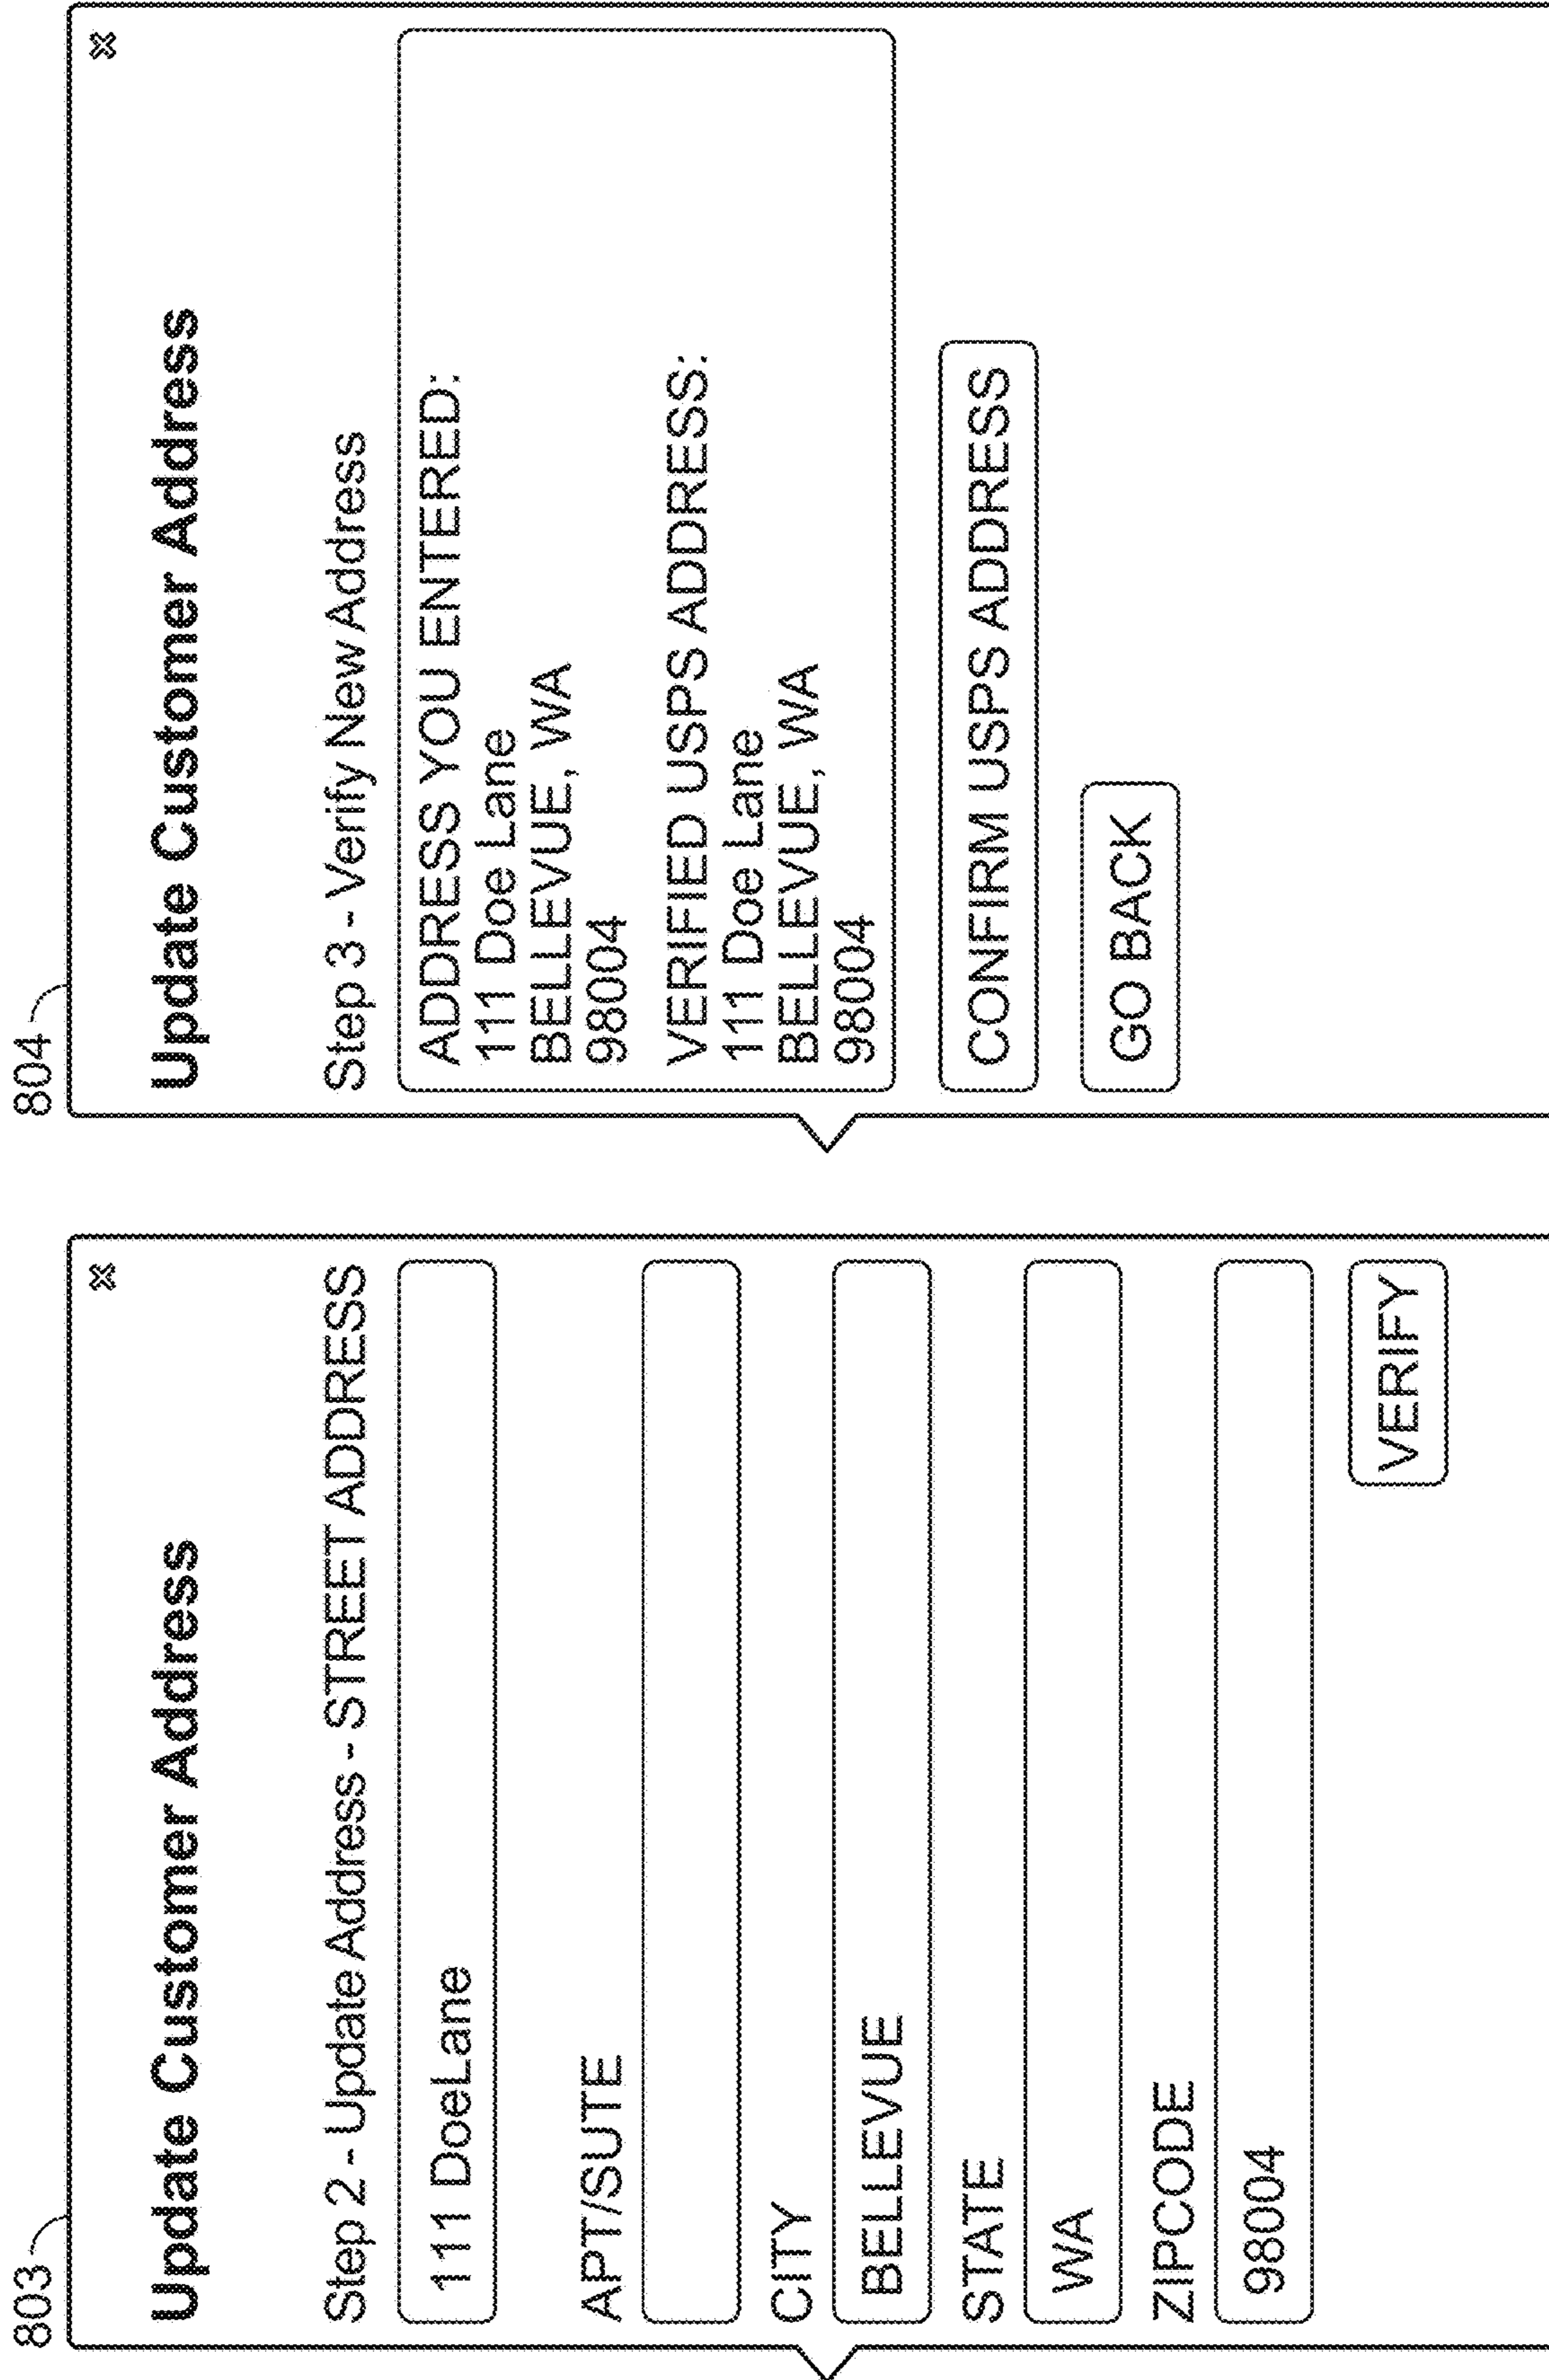 803
Update Customer Address
Step 2 - Update Address - STREET ADDRESS
111 DoeLane
APT/SUTE
CITY
BELLEVUE
STATE
WA
ZIPCODE
98004
VERIFY
804
Update Customer Address
Step 3 - Verify New Address
ADDRESS YOU ENTERED:
111 Doe Lane
BELLEVUE, WA
98004
VERIFIED USPS ADDRESS:
111 Doe Lane
BELLEVUE, WA
98004
CONFIRM USPS ADDRESS
GO BACK